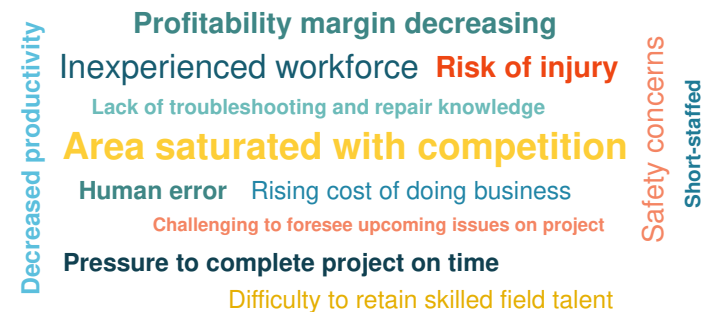 Profitability margin decreasing
Decreased productivity
Inexperienced workforce
Risk of injury
Lack of troubleshooting and repair knowledge
Area saturated with competition
Human error
Rising cost of doing business
Challenging to foresee upcoming issues on project
Pressure to complete project on time
Difficulty to retain skilled field talent
Safety concerns
Short-staffed